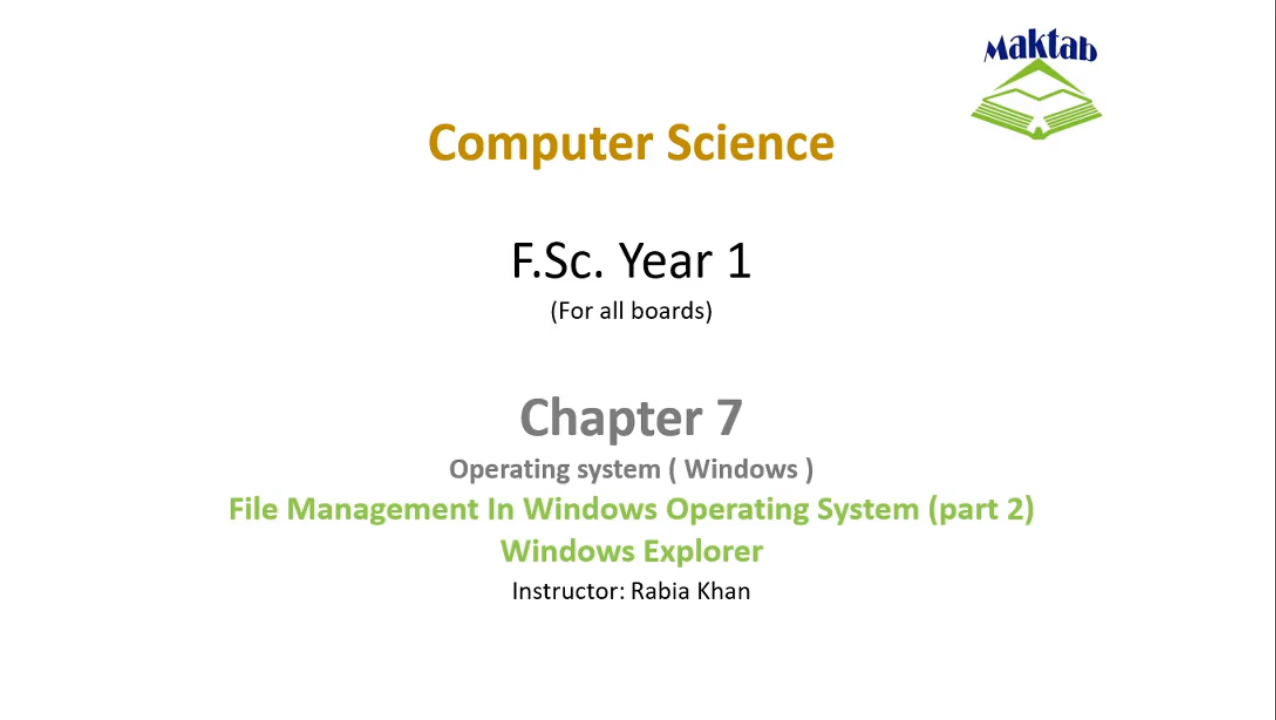 Maktab
Computer Science
F.Sc. Year 1
(For all boards)
Chapter 7
Operating system ( Windows )
File Management In Windows Operating System (part 2)
Windows Explorer
Instructor: Rabia Khan